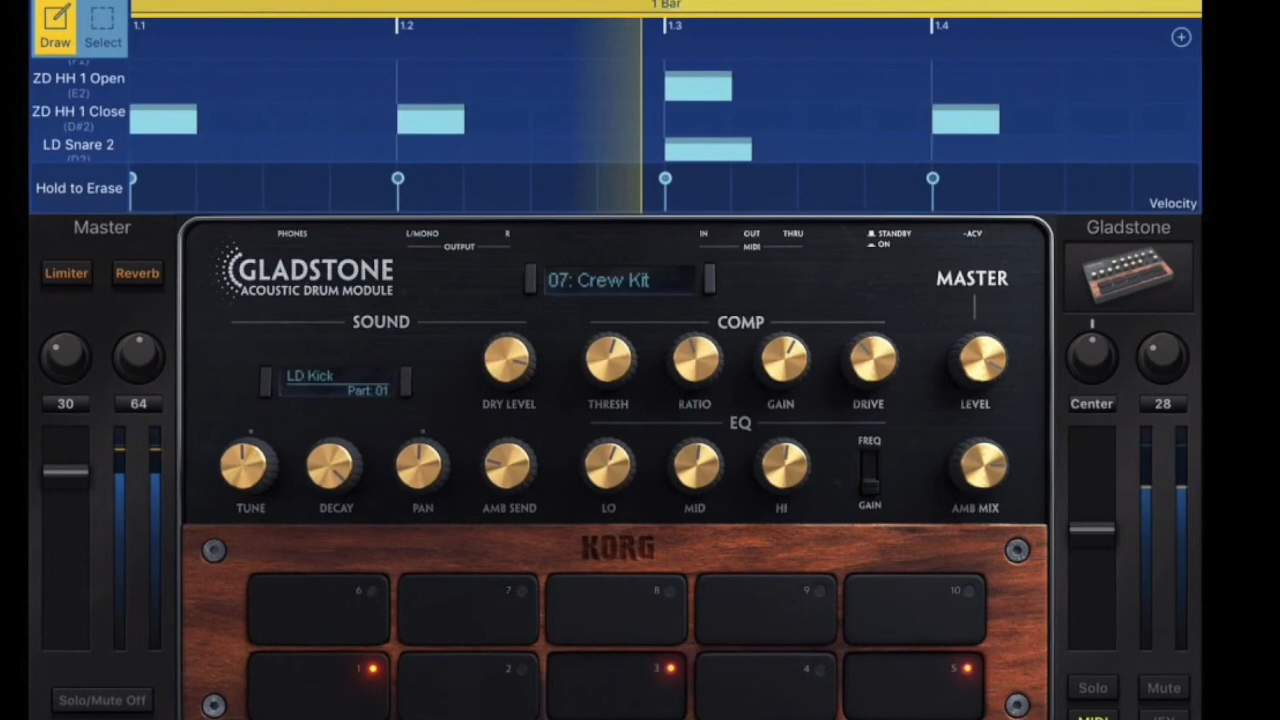 1 Bar
Draw
Select
1.1
1.2
1.3
1.4
ZD HH 1 Open
(E2)
ZD HH 1 Close
(D#2)
LD Snare 2
(D2)
Hold to Erase
Velocity
Master
Limiter
Reverb
30
64
Solo/Mute Off
PHONES
L/MONO
R
OUTPUT
IN
OUT
THRU
MIDI
STANDBY
ON
~ACV
GLADSTONE
ACOUSTIC DRUM MODULE
07: Crew Kit
MASTER
SOUND
COMP
LD Kick
Part: 01
DRY LEVEL
THRESH
RATIO
GAIN
DRIVE
LEVEL
EQ
FREQ
GAIN
TUNE
DECAY
PAN
AMB SEND
LO
MID
HI
AMB MIX
KORG
6
7
8
9
10
1
2
3
4
5
Gladstone
Center
28
Solo
Mute
MIDI